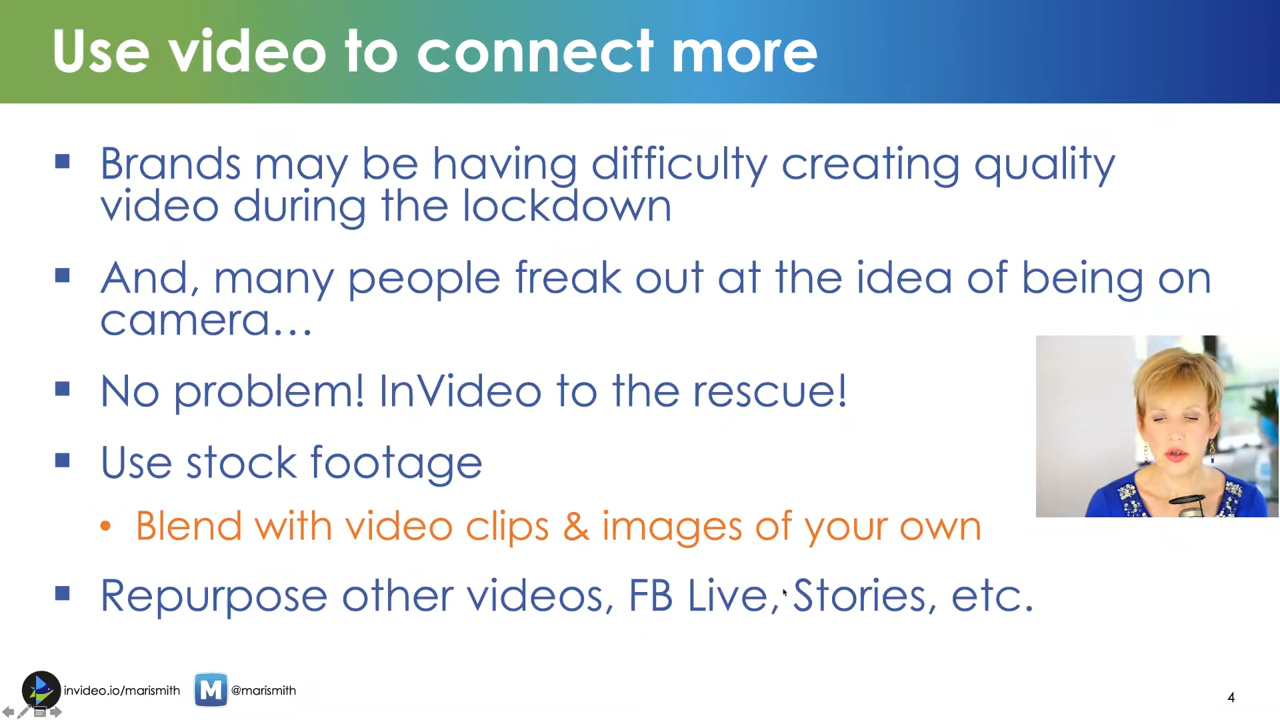 Use video to connect more
Brands may be having difficulty creating quality
video during the lockdown
And, many people freak out at the idea of being on
camera…
No problem! InVideo to the rescue!
Use stock footage
Blend with video clips & images of your own
Repurpose other videos, FB Live, Stories, etc.
invideo.io/marismith M @marismith 4